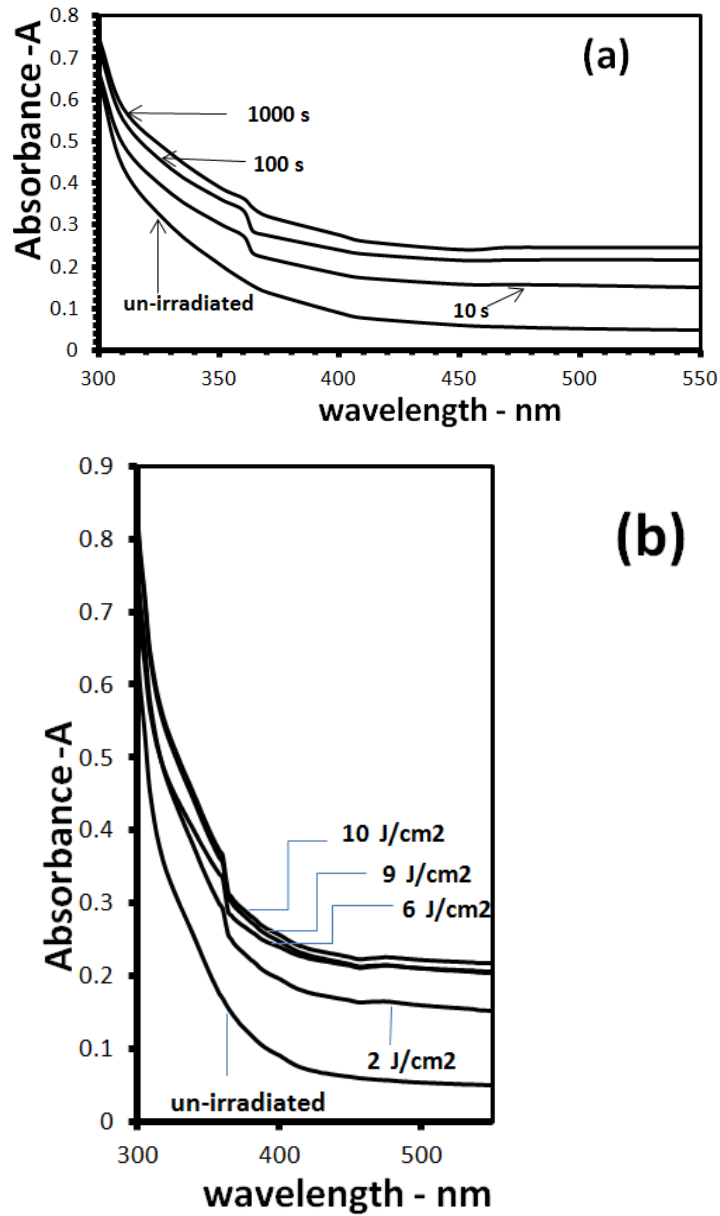 (a)
Absorbance -A
0.8
0.7
0.6
0.5
0.4
0.3
0.2
0.1
0
1000 s
100 s
un-irradiated
10 s
300 350 400 450 500 550
wavelength - nm
(b)
Absorbance -A
0.9
0.8
0.7
0.6
0.5
0.4
0.3
0.2
0.1
0
10 J/cm2
9 J/cm2
6 J/cm2
2 J/cm2
un-irradiated
300 400 500
wavelength - nm